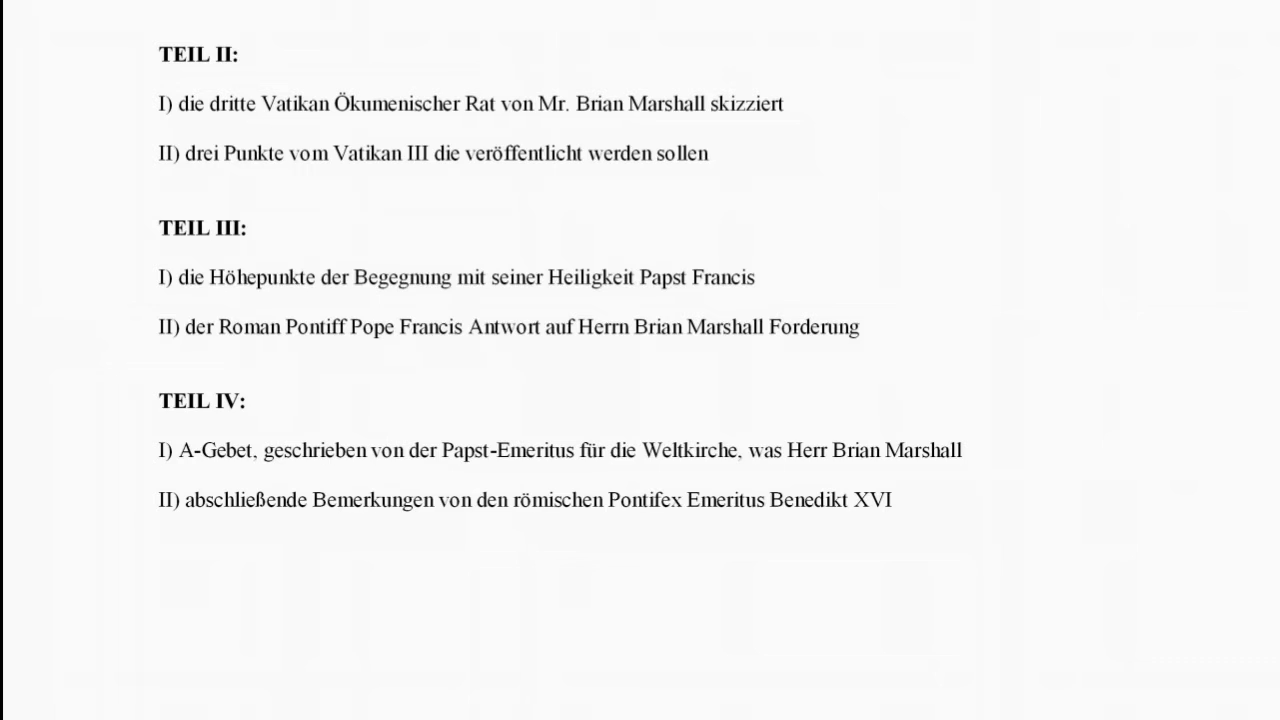 TEIL II:
I) die dritte Vatikan Ökumenischer Rat von Mr. Brian Marshall skizziert
II) drei Punkte vom Vatikan III die veröffentlicht werden sollen
TEIL III:
I) die Höhepunkte der Begegnung mit seiner Heiligkeit Papst Francis
II) der Roman Pontiff Pope Francis Antwort auf Herrn Brian Marshall Forderung
TEIL IV:
I) A-Gebet, geschrieben von der Papst-Emeritus für die Weltkirche, was Herr Brian Marshall
II) abschließende Bemerkungen von den römischen Pontifex Emeritus Benedikt XVI